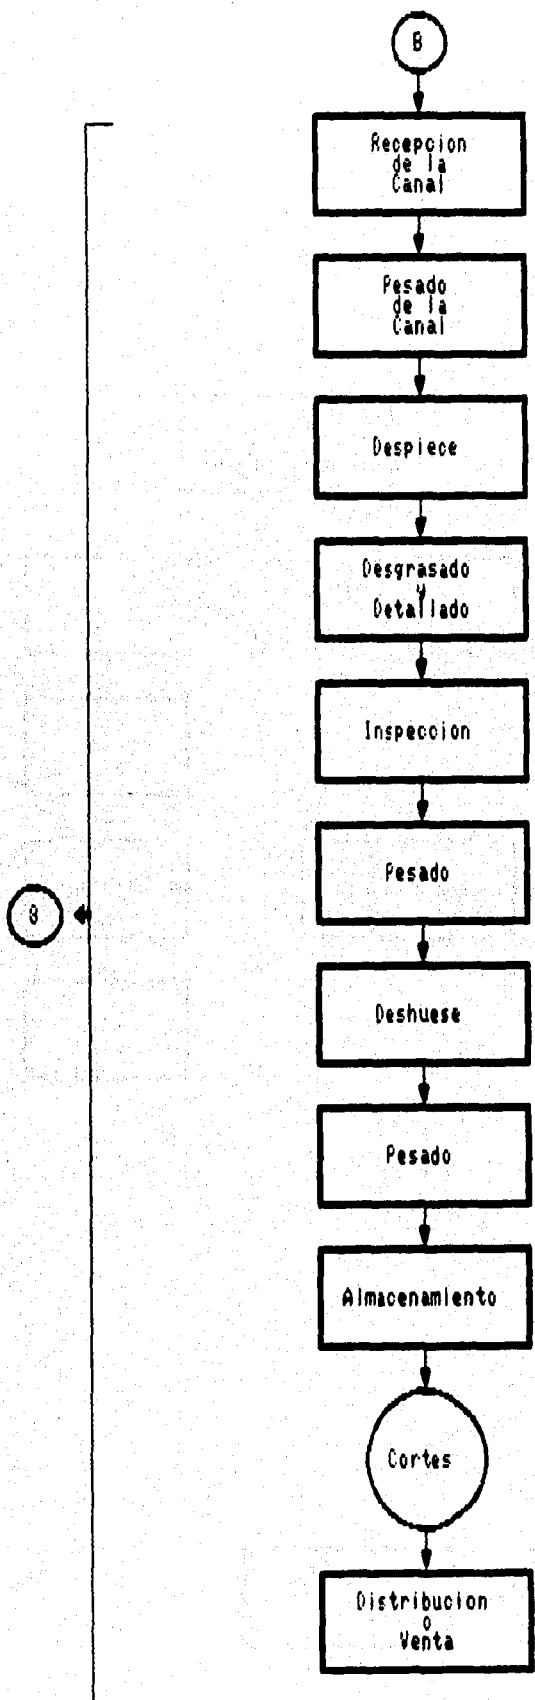 B
Recepcion
de la
Canal
Pesado
de la
Canal
Despiece
Desgrasado
y
Detallado
Inspeccion
Pesado
8
Deshuese
Pesado
Almacenamiento
Cortes
Distribucion
o
Venta